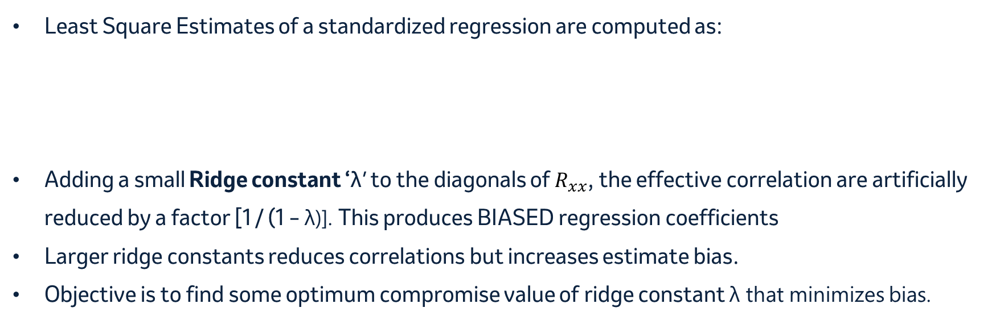 • Least Square Estimates of a standardized regression are computed as:
• Adding a small Ridge constant ‘λ’ to the diagonals of Rₓₓ, the effective correlation are artificially
reduced by a factor [1 / (1 – λ)]. This produces BIASED regression coefficients
• Larger ridge constants reduces correlations but increases estimate bias.
• Objective is to find some optimum compromise value of ridge constant λ that minimizes bias.